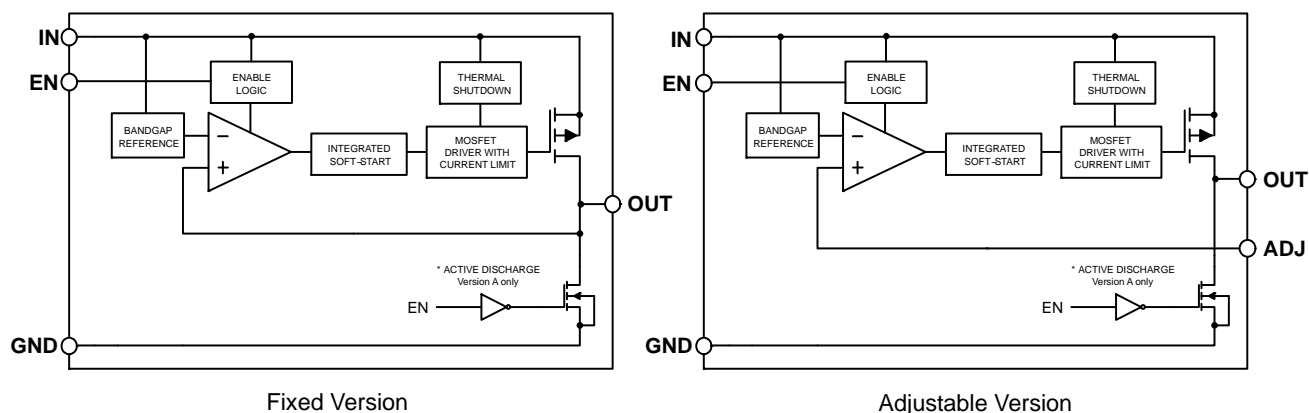 IN
EN
ENABLE
LOGIC
THERMAL
SHUTDOWN
BANDGAP
REFERENCE
−
+
INTEGRATED
SOFT−START
MOSFET
DRIVER WITH
CURRENT LIMIT
OUT
* ACTIVE DISCHARGE
Version A only
EN
GND
Fixed Version
IN
EN
ENABLE
LOGIC
THERMAL
SHUTDOWN
BANDGAP
REFERENCE
−
+
INTEGRATED
SOFT−START
MOSFET
DRIVER WITH
CURRENT LIMIT
OUT
ADJ
* ACTIVE DISCHARGE
Version A only
EN
GND
Adjustable Version